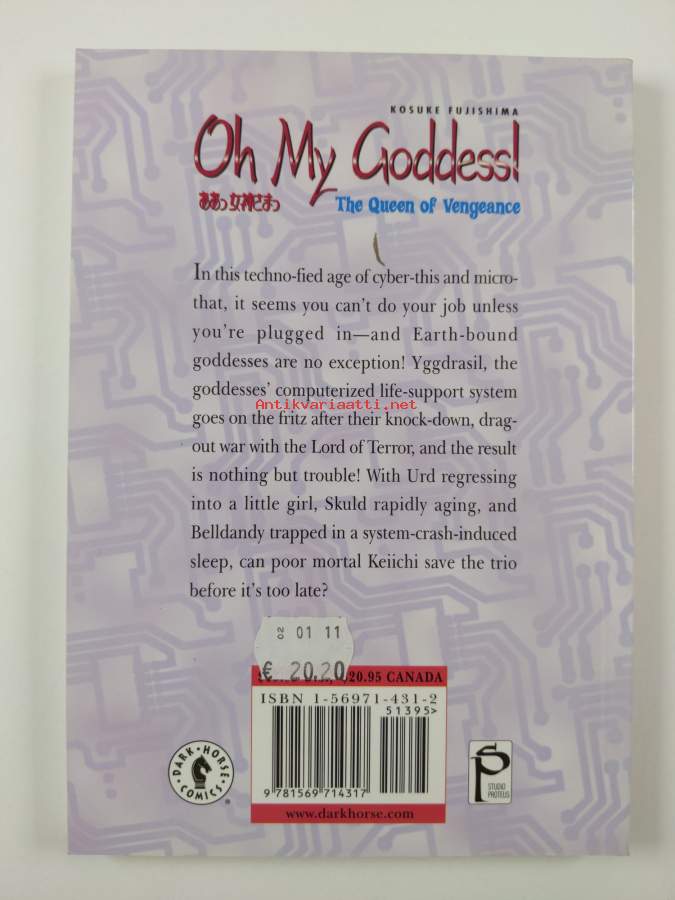 KOSUKE FUJISHIMA
Oh My Goddess!
ああっ女神さまっ
The Queen of Vengeance
In this techno-fied age of cyber-this and micro-
that, it seems you can't do your job unless
you're plugged in—and Earth-bound
goddesses are no exception! Yggdrasil, the
goddesses' computerized life-support system
Antikvariaatti.net
goes on the fritz after their knock-down, drag-
out war with the Lord of Terror, and the result
is nothing but trouble! With Urd regressing
into a little girl, Skuld rapidly aging, and
Belldandy trapped in a system-crash-induced
sleep, can poor mortal Keiichi save the trio
before it's too late?
02 01 11
€ 20,20
20.95 CANADA
ISBN 1-56971-431-2
51395>
9 781569 714317
www.darkhorse.com
DARK HORSE COMICS
®
SP
STUDIO
PROTEUS